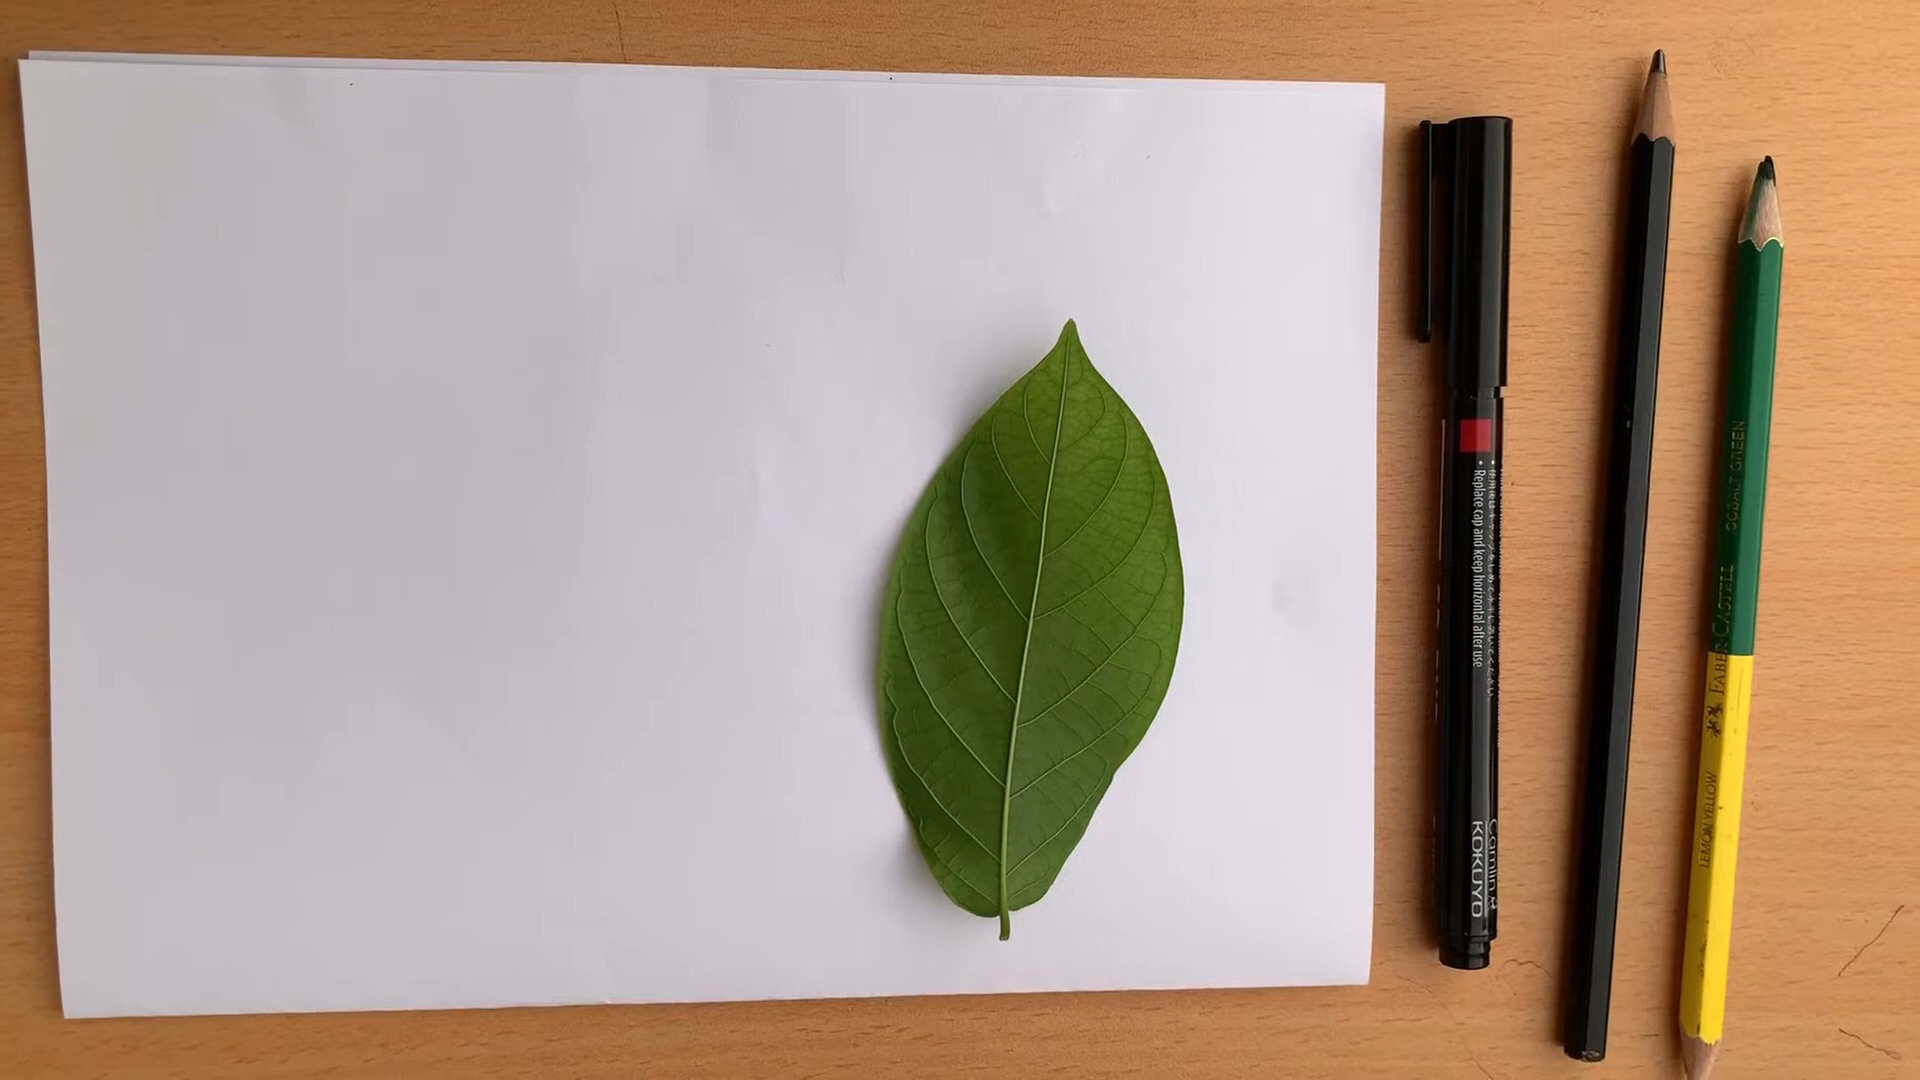 Replace cap and keep horizontal after use
Camlin
KOKUYO
COBALT GREEN
FABER-CASTELL
LEMON YELLOW